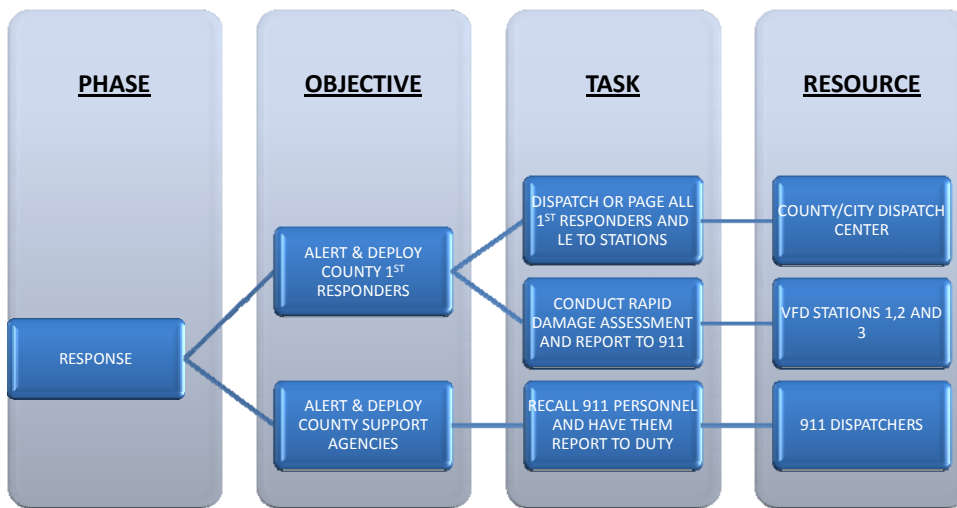 PHASE
OBJECTIVE
TASK
RESOURCE
RESPONSE
ALERT & DEPLOY
COUNTY 1ST
RESPONDERS
ALERT & DEPLOY
COUNTY SUPPORT
AGENCIES
DISPATCH OR PAGE ALL
1ST RESPONDERS AND
LE TO STATIONS
CONDUCT RAPID
DAMAGE ASSESSMENT
AND REPORT TO 911
RECALL 911 PERSONNEL
AND HAVE THEM
REPORT TO DUTY
COUNTY/CITY DISPATCH
CENTER
VFD STATIONS 1,2 AND
3
911 DISPATCHERS